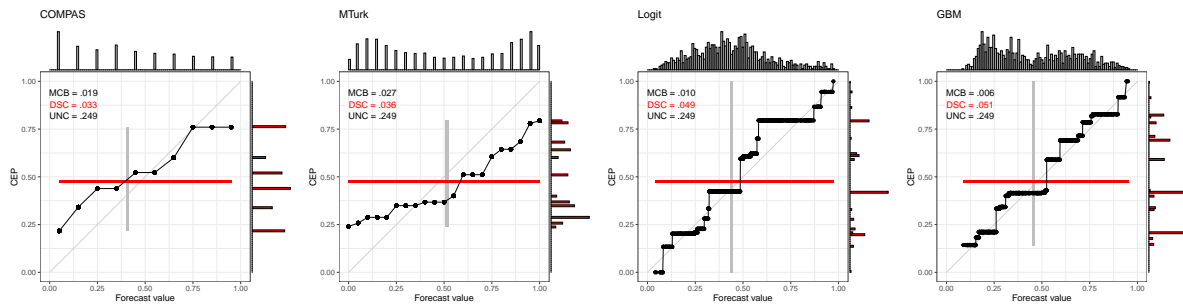 COMPAS
MCB = .019
DSC = .033
UNC = .249
CEP
1.00
0.75
0.50
0.25
0.00
0.00 0.25 0.50 0.75 1.00
Forecast value
MTurk
MCB = .027
DSC = .036
UNC = .249
CEP
1.00
0.75
0.50
0.25
0.00
0.00 0.25 0.50 0.75 1.00
Forecast value
Logit
MCB = .010
DSC = .049
UNC = .249
CEP
1.00
0.75
0.50
0.25
0.00
0.00 0.25 0.50 0.75 1.00
Forecast value
GBM
MCB = .006
DSC = .051
UNC = .249
CEP
1.00
0.75
0.50
0.25
0.00
0.00 0.25 0.50 0.75 1.00
Forecast value